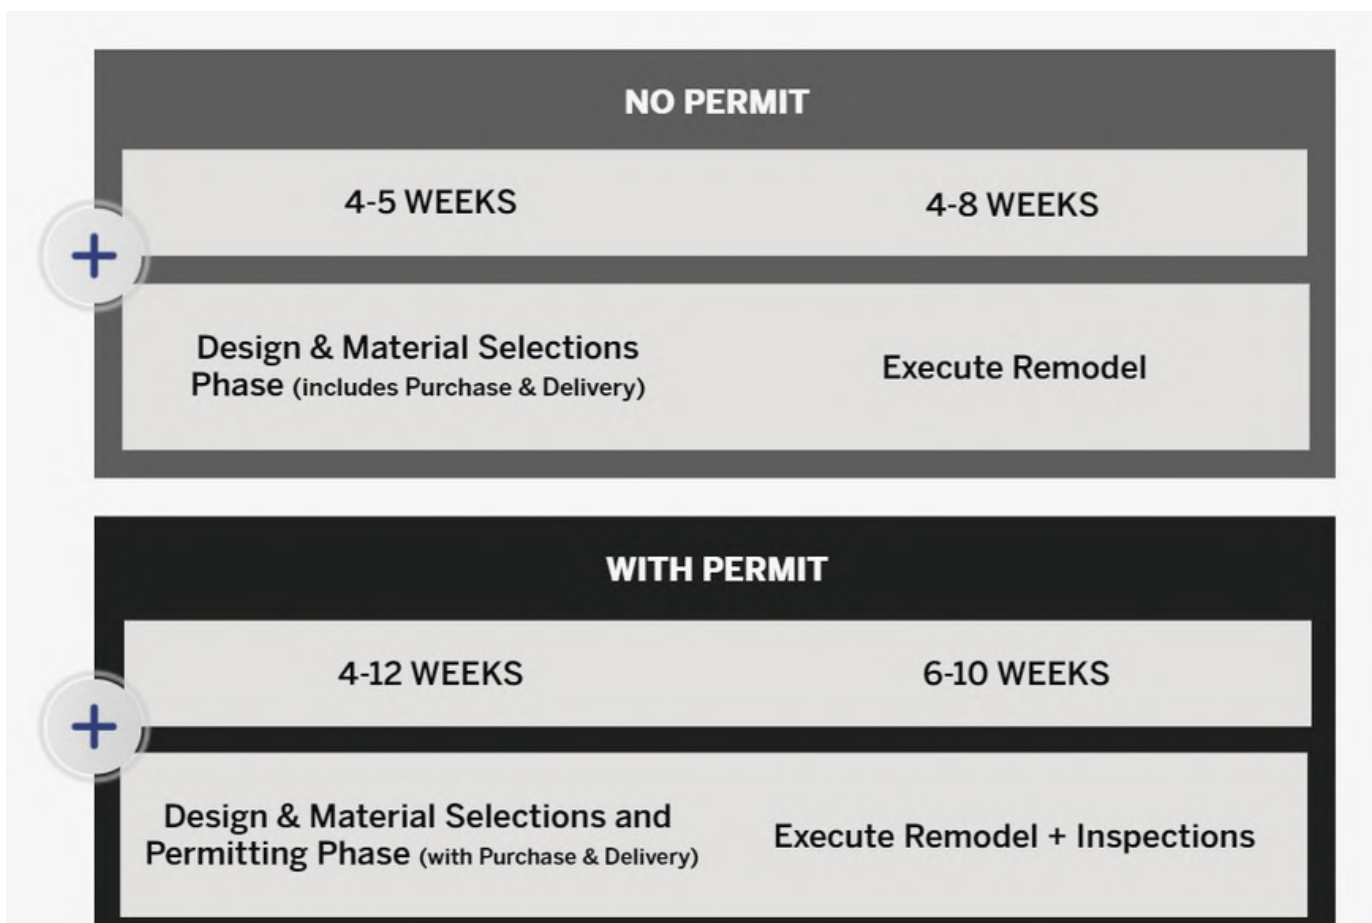 NO PERMIT
4-5 WEEKS
4-8 WEEKS
Design & Material Selections
Phase (includes Purchase & Delivery)
Execute Remodel
WITH PERMIT
4-12 WEEKS
6-10 WEEKS
Design & Material Selections and
Permitting Phase (with Purchase & Delivery)
Execute Remodel + Inspections